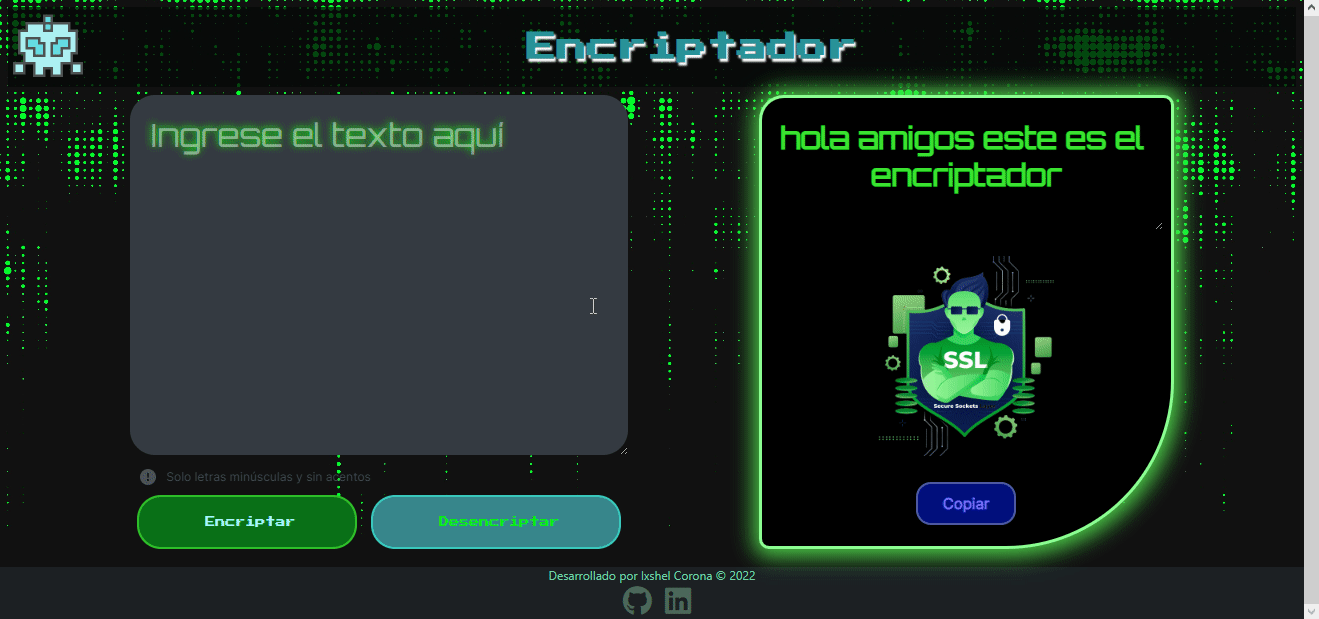 Encriptador
Ingrese el texto aquí
hola amigos este es el
encriptador
SSL
Secure Sockets
Solo letras minúsculas y sin acentos
Encriptar
Desencriptar
Copiar
Desarrollado por Ixshel Corona © 2022
in